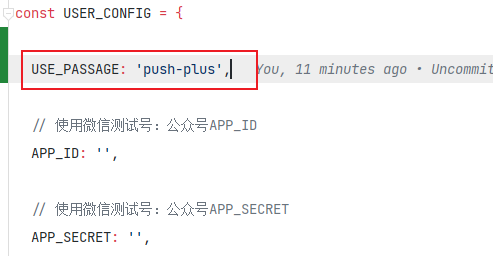 const USER_CONFIG = {
USE_PASSAGE: 'push-plus', You, 11 minutes ago • Uncommit
// 使用微信测试号：公众号APP_ID
APP_ID: '',
// 使用微信测试号：公众号APP_SECRET
APP_SECRET: '',